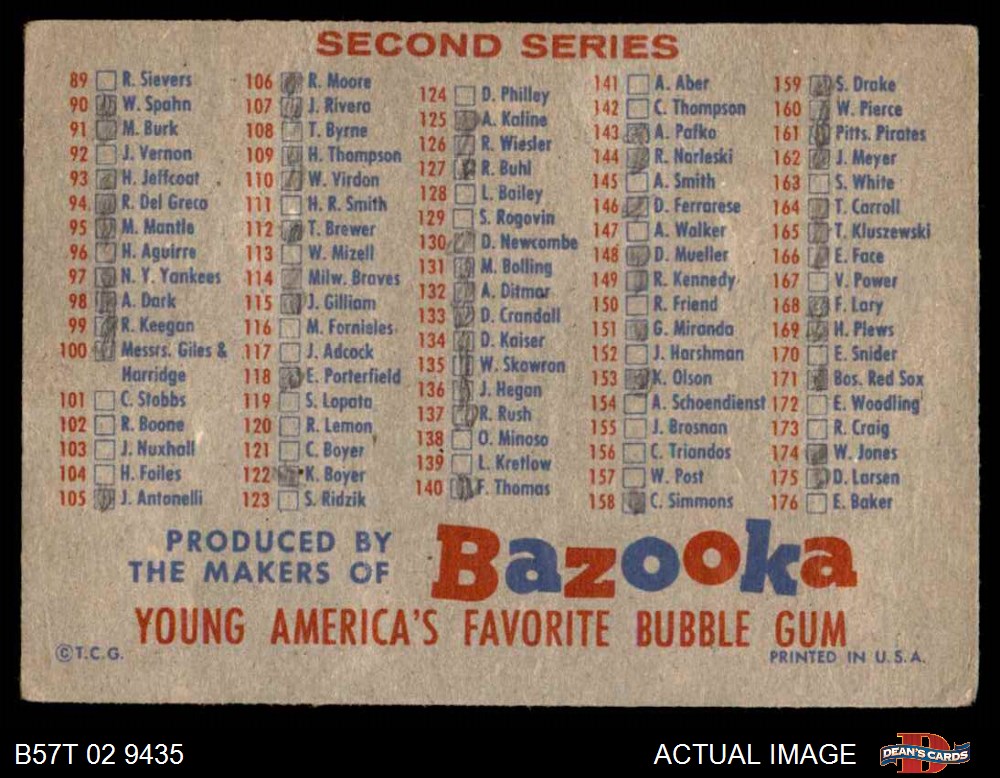 SECOND SERIES
89 R. Sievers
90 W. Spahn
91 M. Burk
92 J. Vernon
93 H. Jeffcoat
94 R. Del Greco
95 M. Mantle
96 H. Aguirre
97 N. Y. Yankees
98 A. Dark
99 R. Keegan
100 Messrs. Giles &
Harridge
101 C. Stobbs
102 R. Boone
103 J. Nuxhall
104 H. Foiles
105 J. Antonelli
106 R. Moore
107 J. Rivera
108 T. Byrne
109 H. Thompson
110 W. Virdon
111 H. R. Smith
112 T. Brewer
113 W. Mizell
114 Milw. Braves
115 J. Gilliam
116 M. Fornieles
117 J. Adcock
118 E. Porterfield
119 S. Lopata
120 R. Lemon
121 C. Boyer
122 K. Boyer
123 S. Ridzik
124 D. Philley
125 A. Kaline
126 R. Wiesler
127 R. Buhl
128 L. Bailey
129 S. Rogovin
130 D. Newcombe
131 M. Bolling
132 A. Ditmar
133 D. Crandall
134 D. Kaiser
135 W. Skowron
136 J. Hegan
137 R. Rush
138 O. Minoso
139 L. Kretlow
140 F. Thomas
141 A. Aber
142 C. Thompson
143 A. Pafko
144 R. Narleski
145 A. Smith
146 D. Ferrarese
147 A. Walker
148 D. Mueller
149 R. Kennedy
150 R. Friend
151 G. Miranda
152 J. Harshman
153 K. Olson
154 A. Schoendienst
155 J. Brosnan
156 C. Triandos
157 W. Post
158 C. Simmons
159 S. Drake
160 W. Pierce
161 Pitts. Pirates
162 J. Meyer
163 S. White
164 T. Carroll
165 T. Kluszewski
166 E. Face
167 V. Power
168 F. Lary
169 H. Plews
170 E. Snider
171 Bos. Red Sox
172 E. Woodling
173 R. Craig
174 W. Jones
175 D. Larsen
176 E. Baker
PRODUCED BY
THE MAKERS OF
Bazooka
YOUNG AMERICA'S FAVORITE BUBBLE GUM
©T.C.G.
PRINTED IN U.S.A.
B57T 02 9435
ACTUAL IMAGE
DEAN'S CARDS